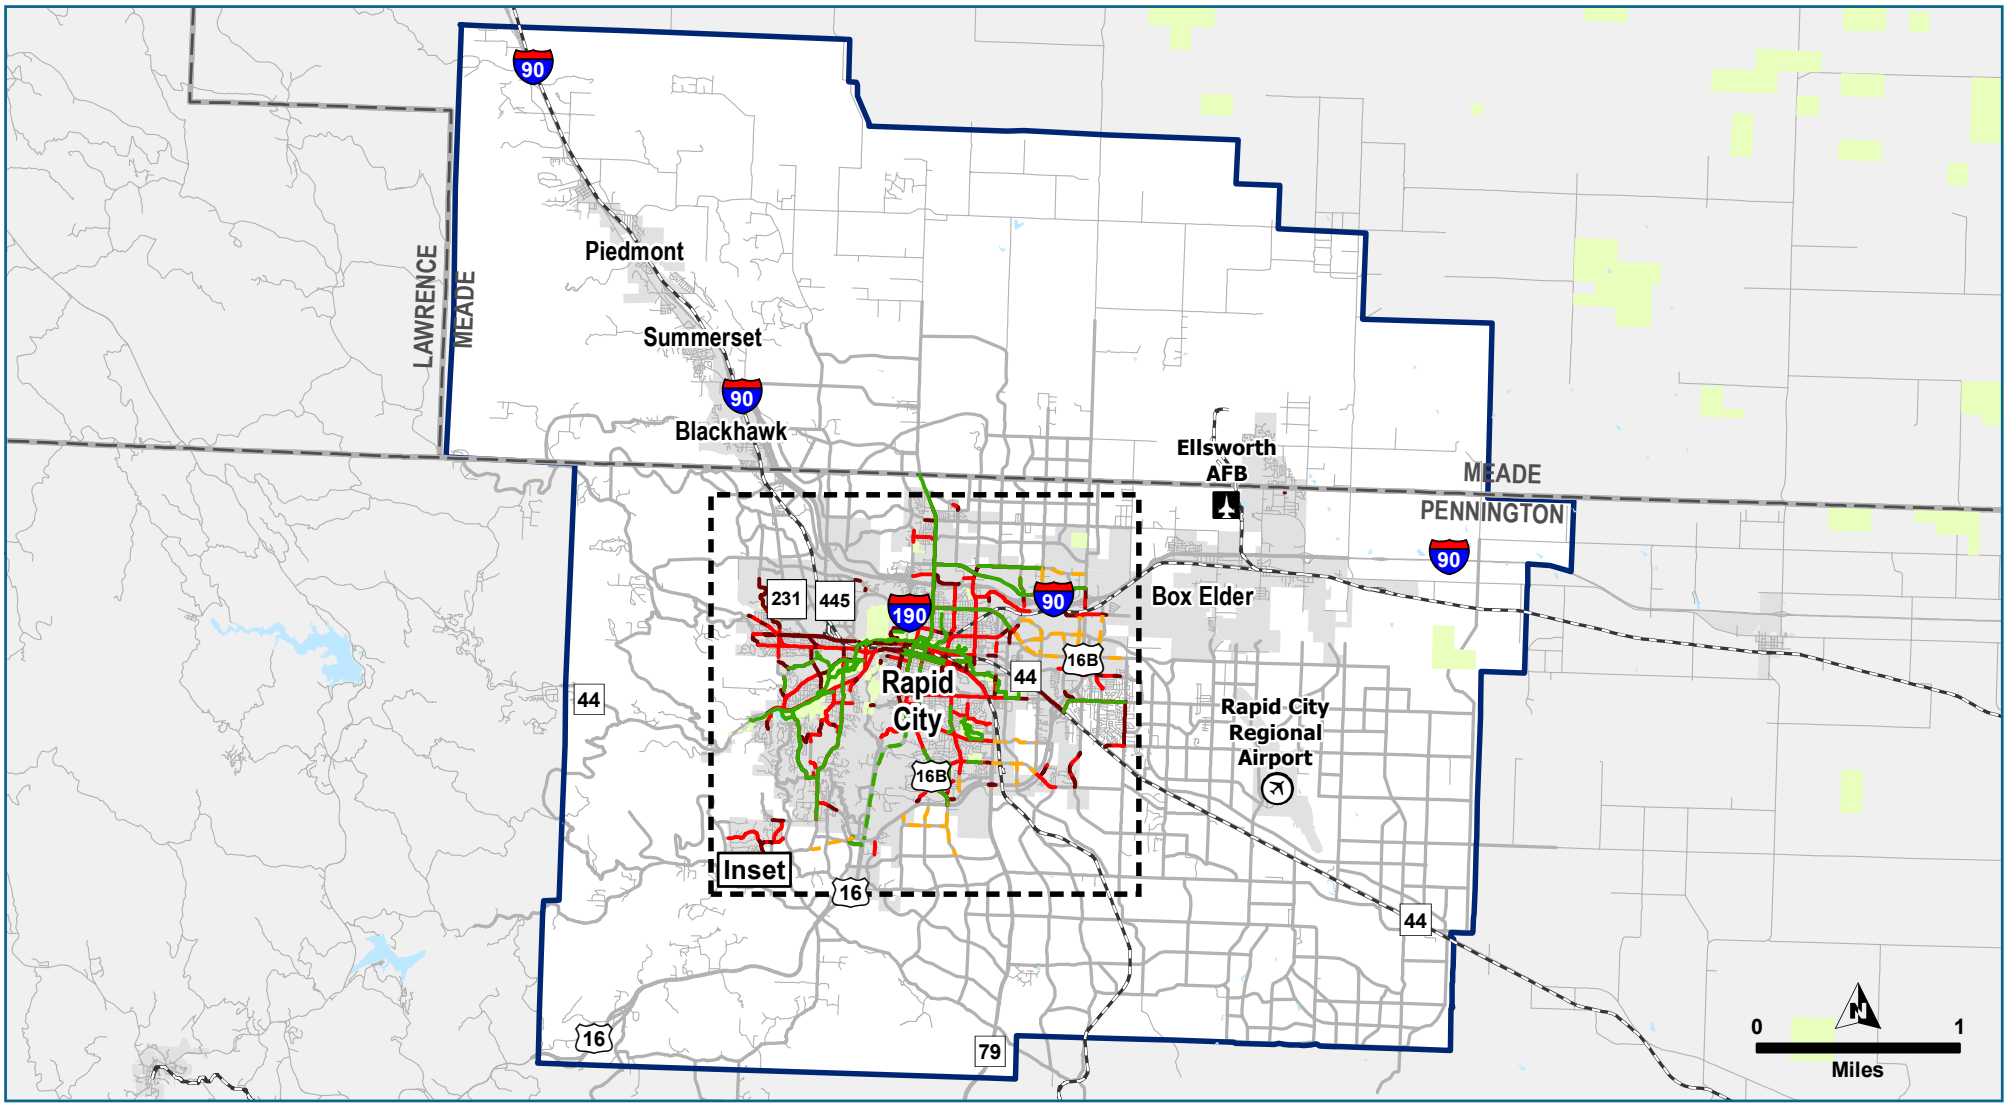 90
Piedmont
LAWRENCE
MEADE
Summerset
90
Blackhawk
Ellsworth
AFB
MEADE
PENNINGTON
90
231
445
190
90
Box Elder
16B
44
44
Rapid
City
Rapid City
Regional
Airport
16B
Inset
16
44
16
79
N
0
1
Miles